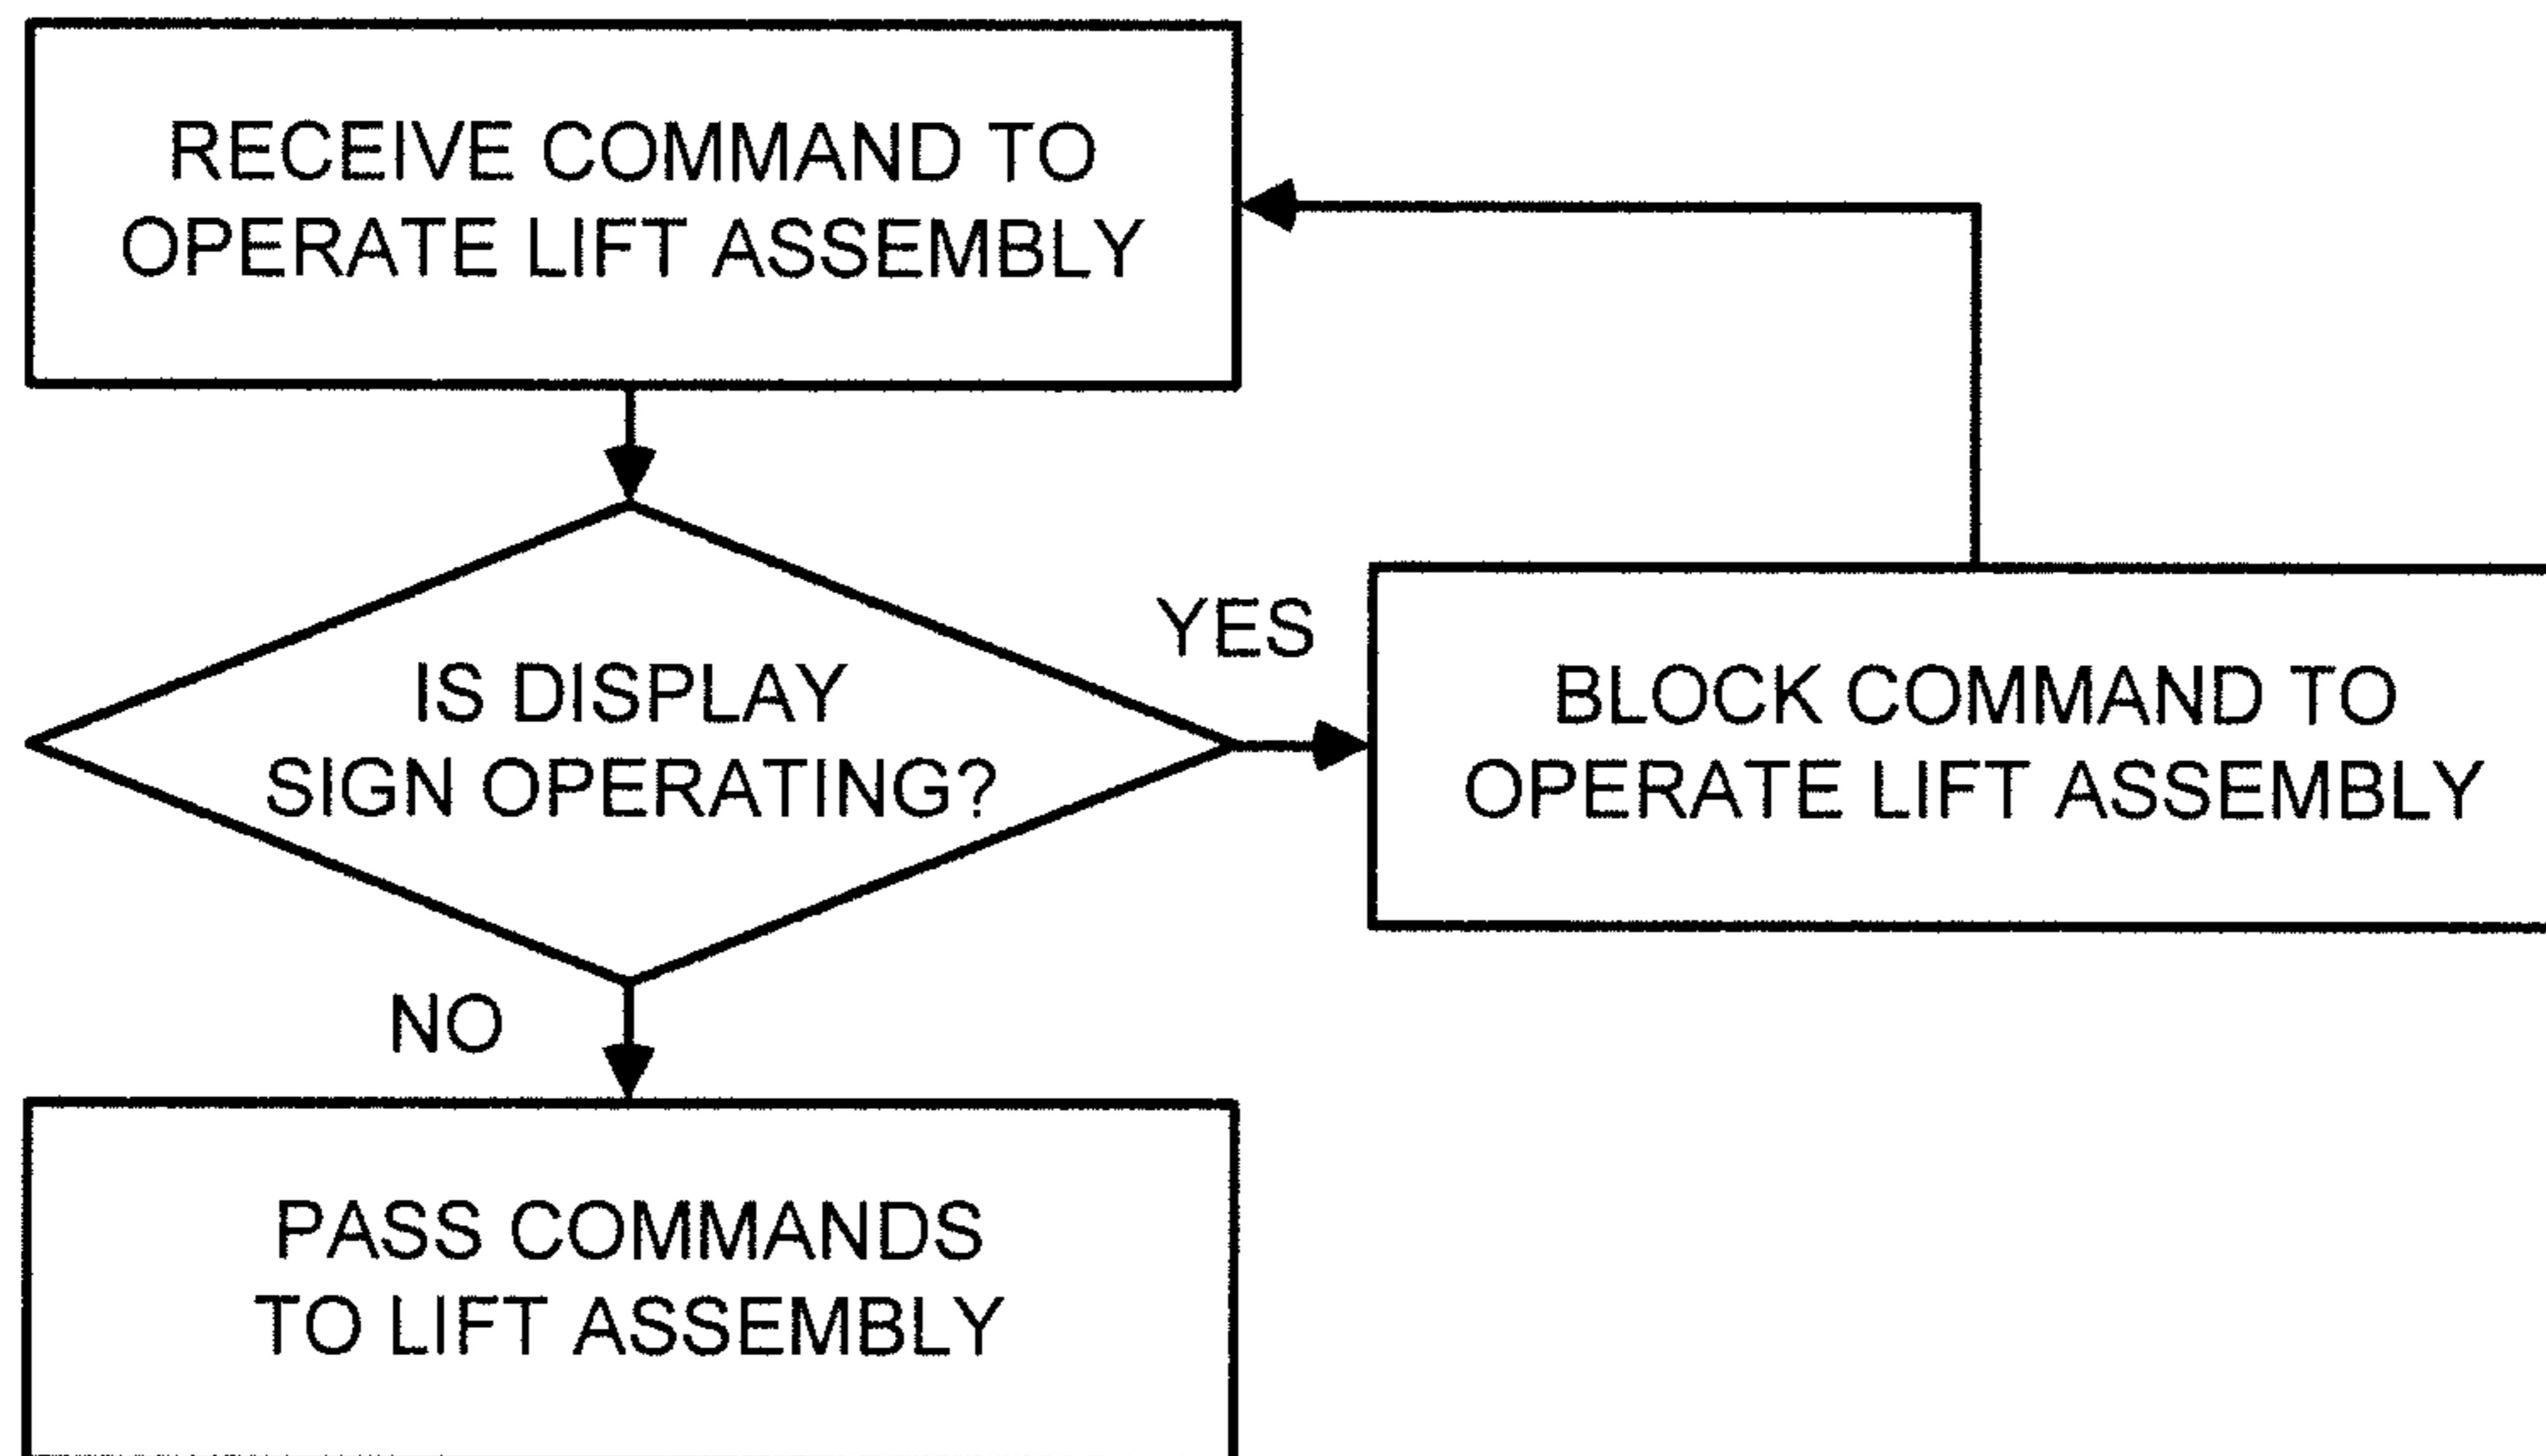 RECEIVE COMMAND TO
OPERATE LIFT ASSEMBLY
IS DISPLAY
SIGN OPERATING?
YES
BLOCK COMMAND TO
OPERATE LIFT ASSEMBLY
NO
PASS COMMANDS
TO LIFT ASSEMBLY